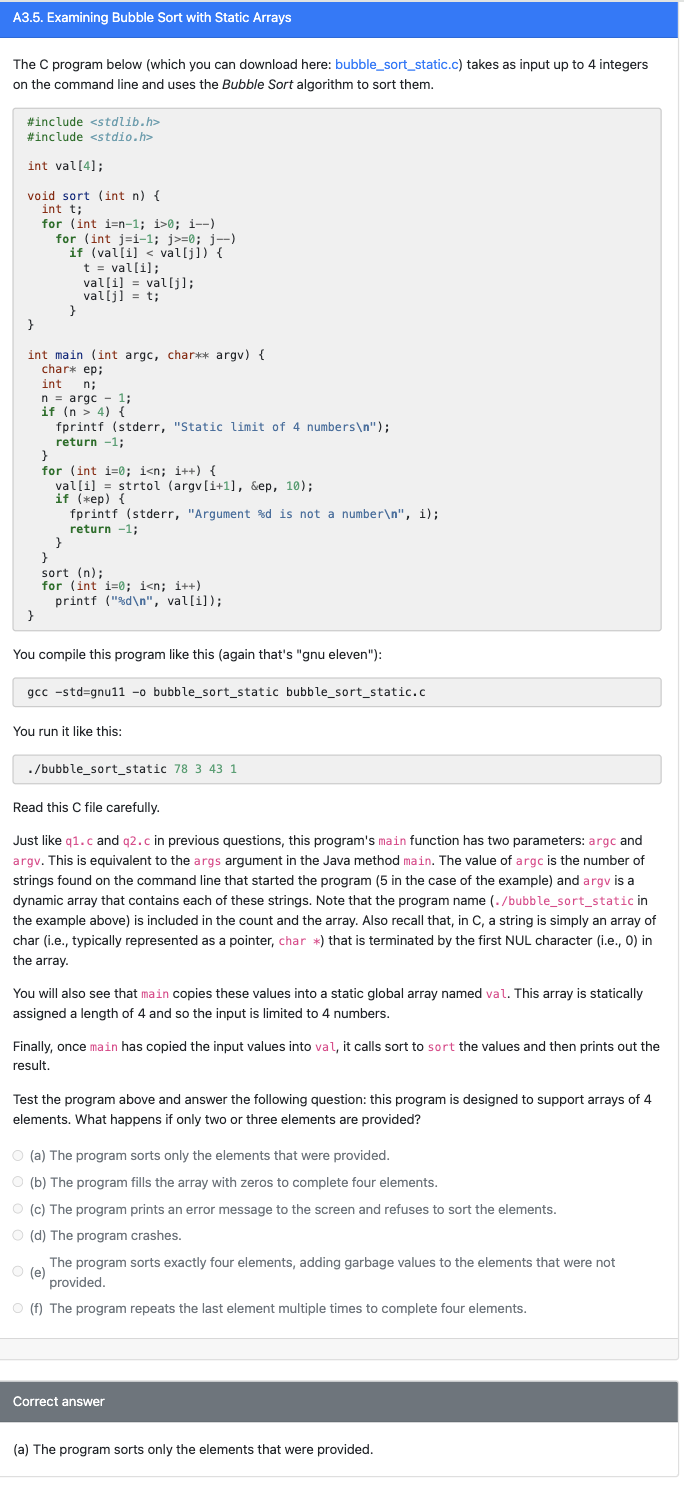 A3.5. Examining Bubble Sort with Static Arrays
The C program below (which you can download here: bubble_sort_static.c) takes as input up to 4 integers
on the command line and uses the Bubble Sort algorithm to sort them.
#include <stdlib.h>
#include <stdio.h>
int val[4];
void sort (int n) {
  int t;
  for (int i=n-1; i>0; i--)
    for (int j=i-1; j>=0; j--)
      if (val[i] < val[j]) {
        t = val[i];
        val[i] = val[j];
        val[j] = t;
      }
}
int main (int argc, char** argv) {
  char* ep;
  int   n;
  n = argc - 1;
  if (n > 4) {
    fprintf (stderr, "Static limit of 4 numbers\n");
    return -1;
  }
  for (int i=0; i<n; i++) {
    val[i] = strtol (argv[i+1], &ep, 10);
    if (*ep) {
      fprintf (stderr, "Argument %d is not a number\n", i);
      return -1;
    }
  }
  sort (n);
  for (int i=0; i<n; i++)
    printf ("%d\n", val[i]);
}
You compile this program like this (again that's "gnu eleven"):
gcc -std=gnu11 -o bubble_sort_static bubble_sort_static.c
You run it like this:
./bubble_sort_static 78 3 43 1
Read this C file carefully.
Just like q1.c and q2.c in previous questions, this program's main function has two parameters: argc and
argv. This is equivalent to the args argument in the Java method main. The value of argc is the number of
strings found on the command line that started the program (5 in the case of the example) and argv is a
dynamic array that contains each of these strings. Note that the program name (./bubble_sort_static in
the example above) is included in the count and the array. Also recall that, in C, a string is simply an array of
char (i.e., typically represented as a pointer, char *) that is terminated by the first NUL character (i.e., 0) in
the array.
You will also see that main copies these values into a static global array named val. This array is statically
assigned a length of 4 and so the input is limited to 4 numbers.
Finally, once main has copied the input values into val, it calls sort to sort the values and then prints out the
result.
Test the program above and answer the following question: this program is designed to support arrays of 4
elements. What happens if only two or three elements are provided?
(a) The program sorts only the elements that were provided.
(b) The program fills the array with zeros to complete four elements.
(c) The program prints an error message to the screen and refuses to sort the elements.
(d) The program crashes.
(e) The program sorts exactly four elements, adding garbage values to the elements that were not
provided.
(f) The program repeats the last element multiple times to complete four elements.
Correct answer
(a) The program sorts only the elements that were provided.